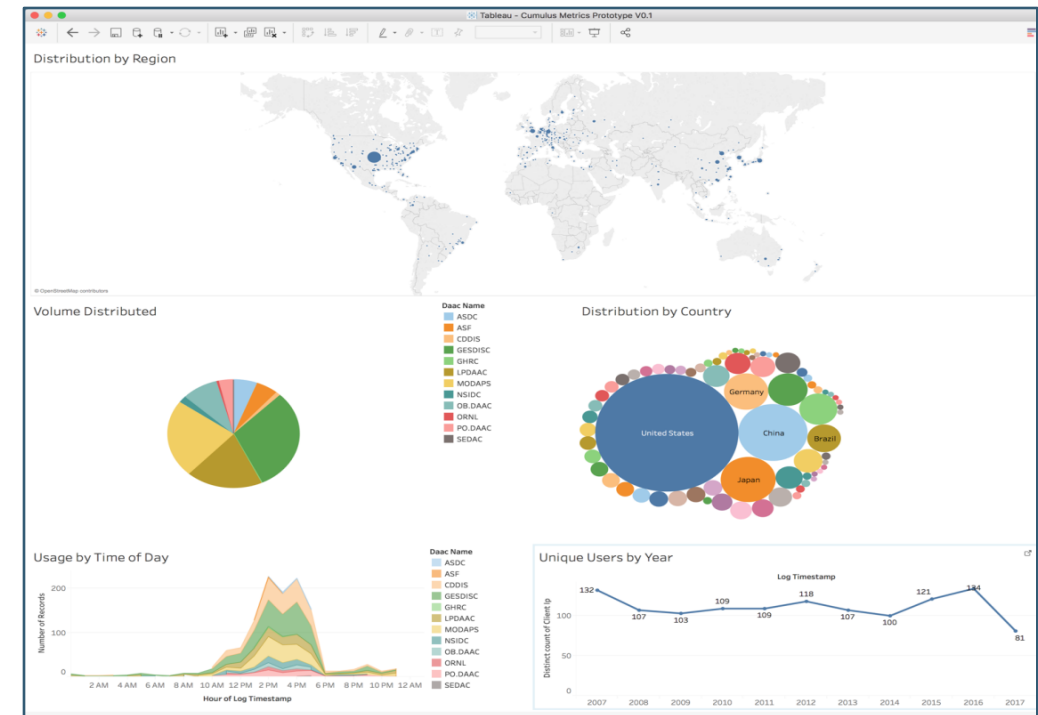 Tableau - Cumulus Metrics Prototype V0.1
Distribution by Region
© OpenStreetMap contributors
Volume Distributed
Daac Name
ASDC
ASF
CDDIS
GESDISC
GHRC
LPDAAC
MODAPS
NSIDC
OB.DAAC
ORNL
PO.DAAC
SEDAC
Distribution by Country
Germany
United States
China
Brazil
Japan
Usage by Time of Day
Daac Name
ASDC
ASF
CDDIS
GESDISC
GHRC
LPDAAC
MODAPS
NSIDC
OB.DAAC
ORNL
PO.DAAC
SEDAC
Number of Records
200
100
0
2 AM 4 AM 6 AM 8 AM 10 AM 12 PM 2 PM 4 PM 6 PM 8 PM 10 PM 12 AM
Hour of Log Timestamp
Unique Users by Year
Log Timestamp
Distinct count of Client Ip
100
50
0
132 107 103 109 109 118 107 100 121 134 81
2007 2008 2009 2010 2011 2012 2013 2014 2015 2016 2017